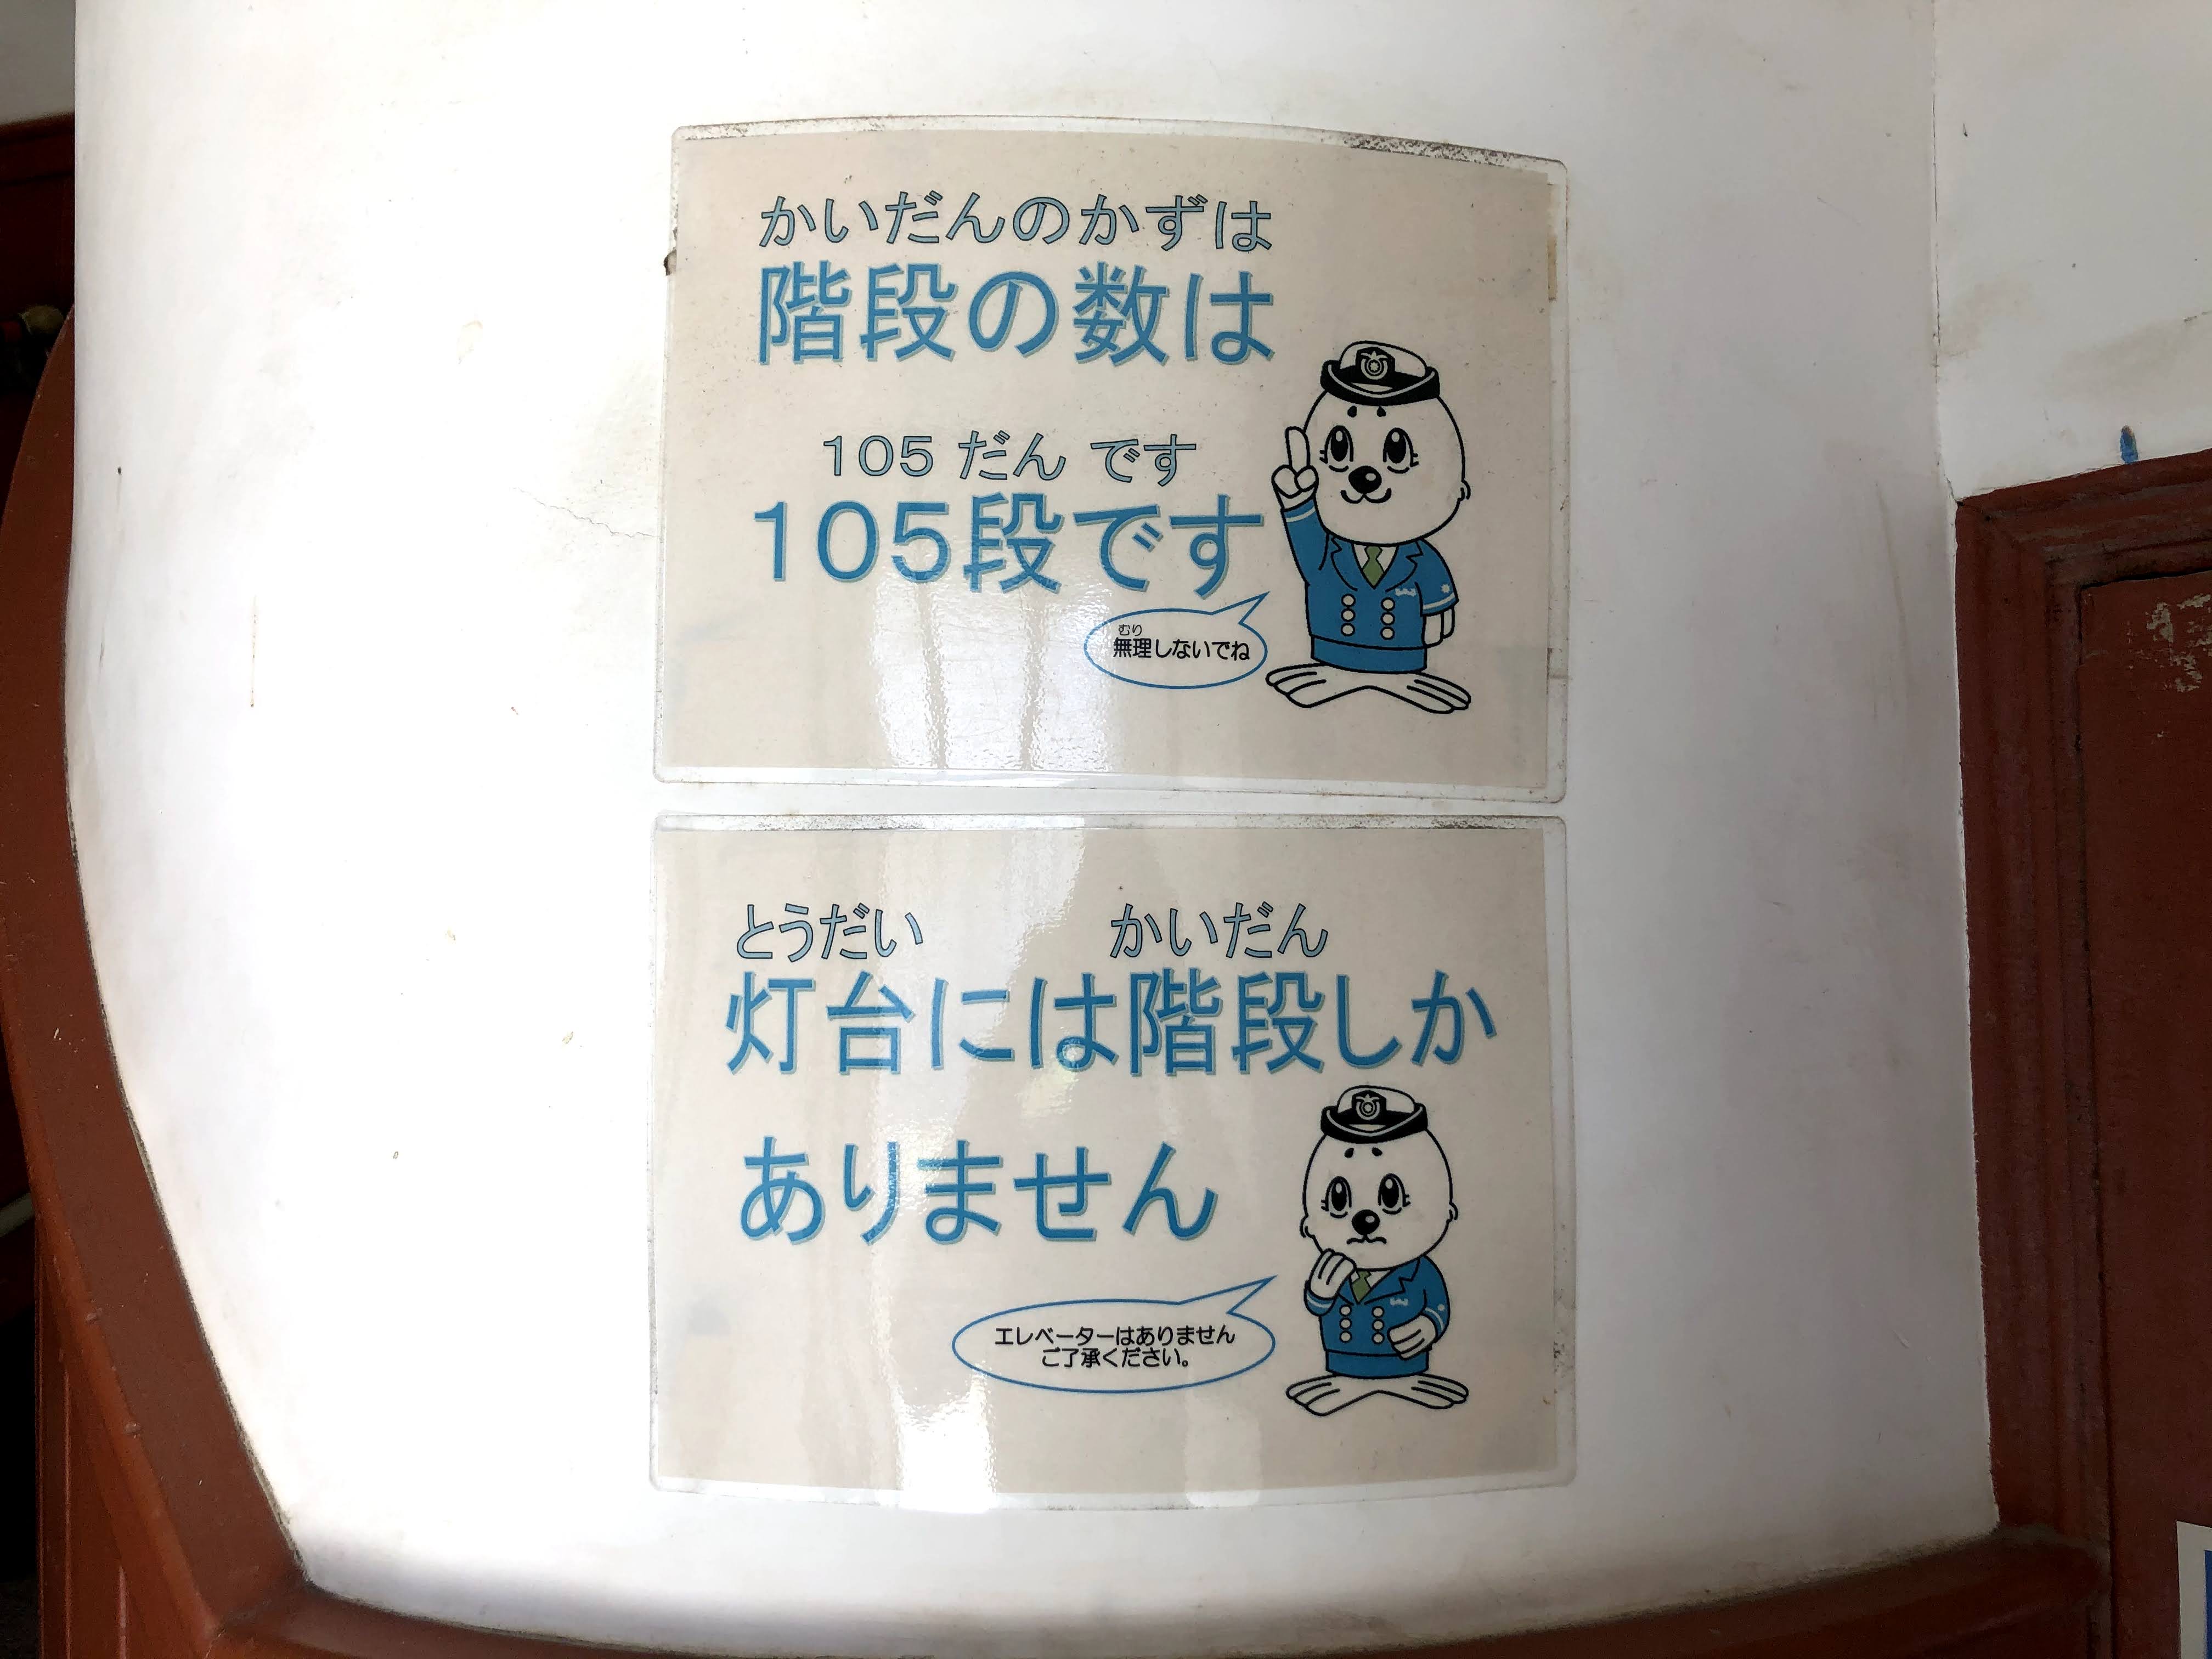 かいだんのかずは
階段の数は
105 だん です
105段です
むり
無理しないでね
とうだい かいだん
灯台には階段しか
ありません
エレベーターはありません
ご了承ください。